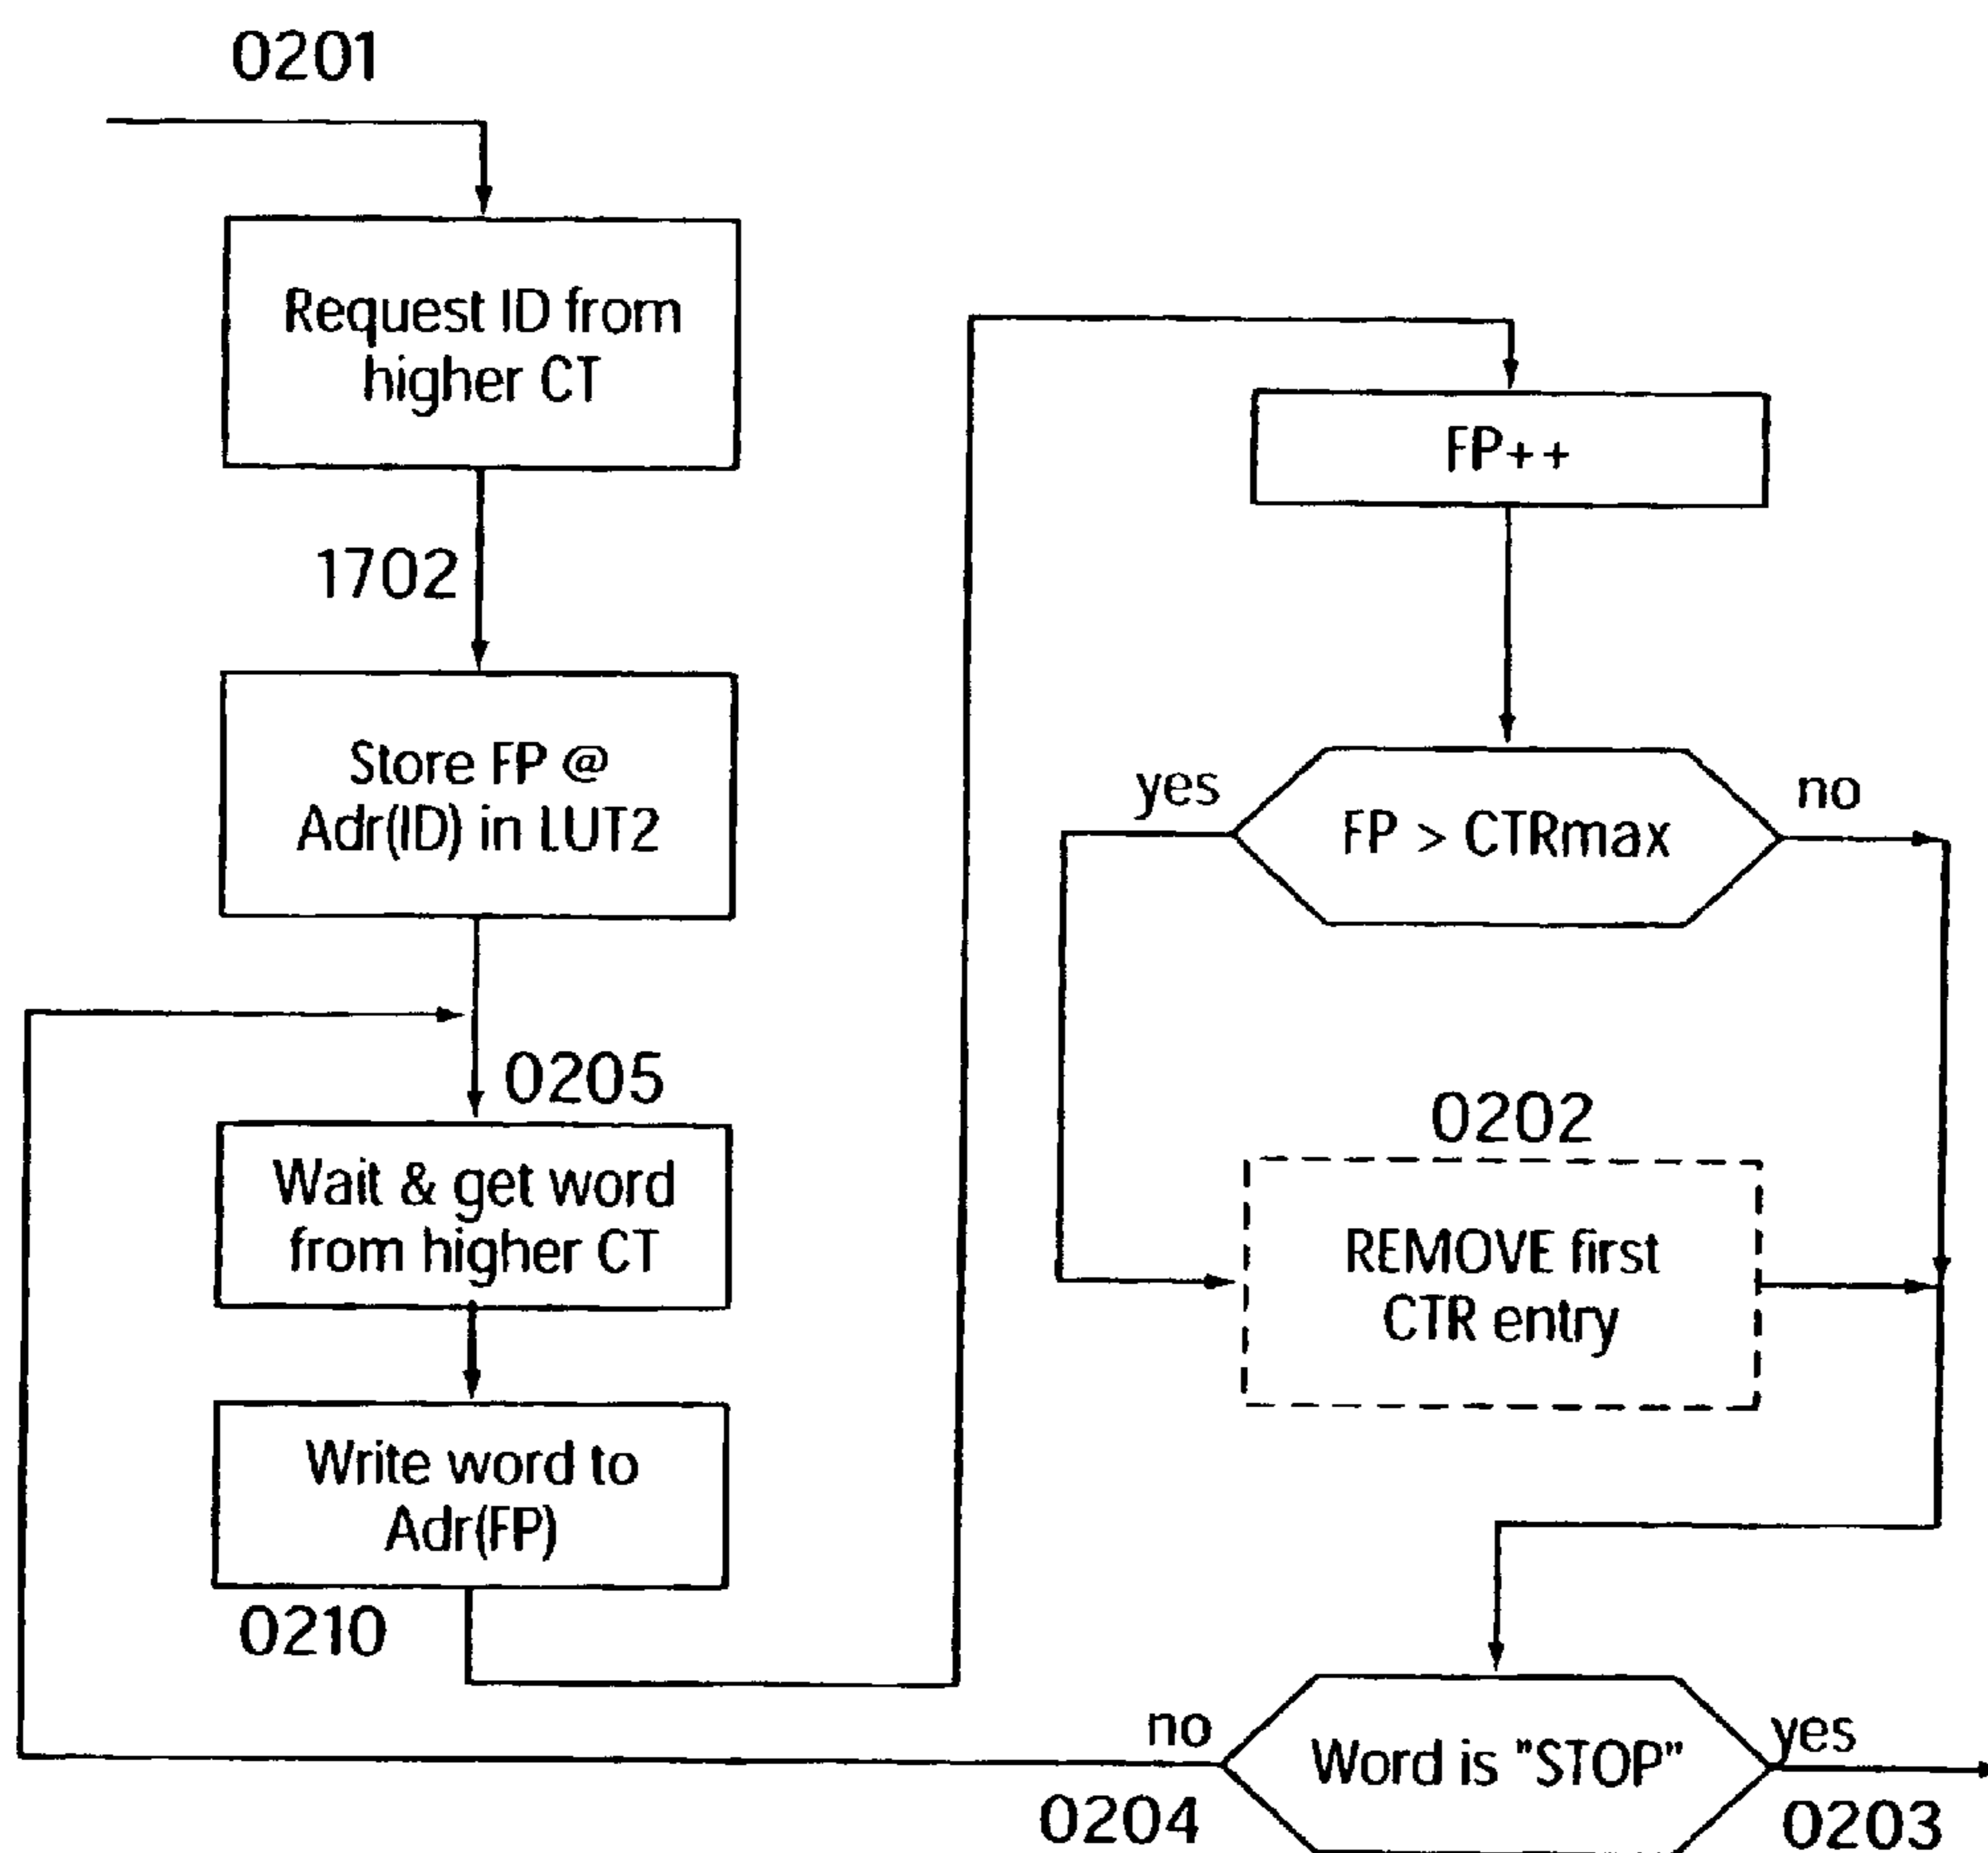 0201
Request ID from
higher CT
1702
Store FP @
Adr(ID) in LUT2
0205
Wait & get word
from higher CT
Write word to
Adr(FP)
0210
FP++
yes
FP > CTRmax
no
0202
REMOVE first
CTR entry
no
Word is "STOP"
yes
0204
0203